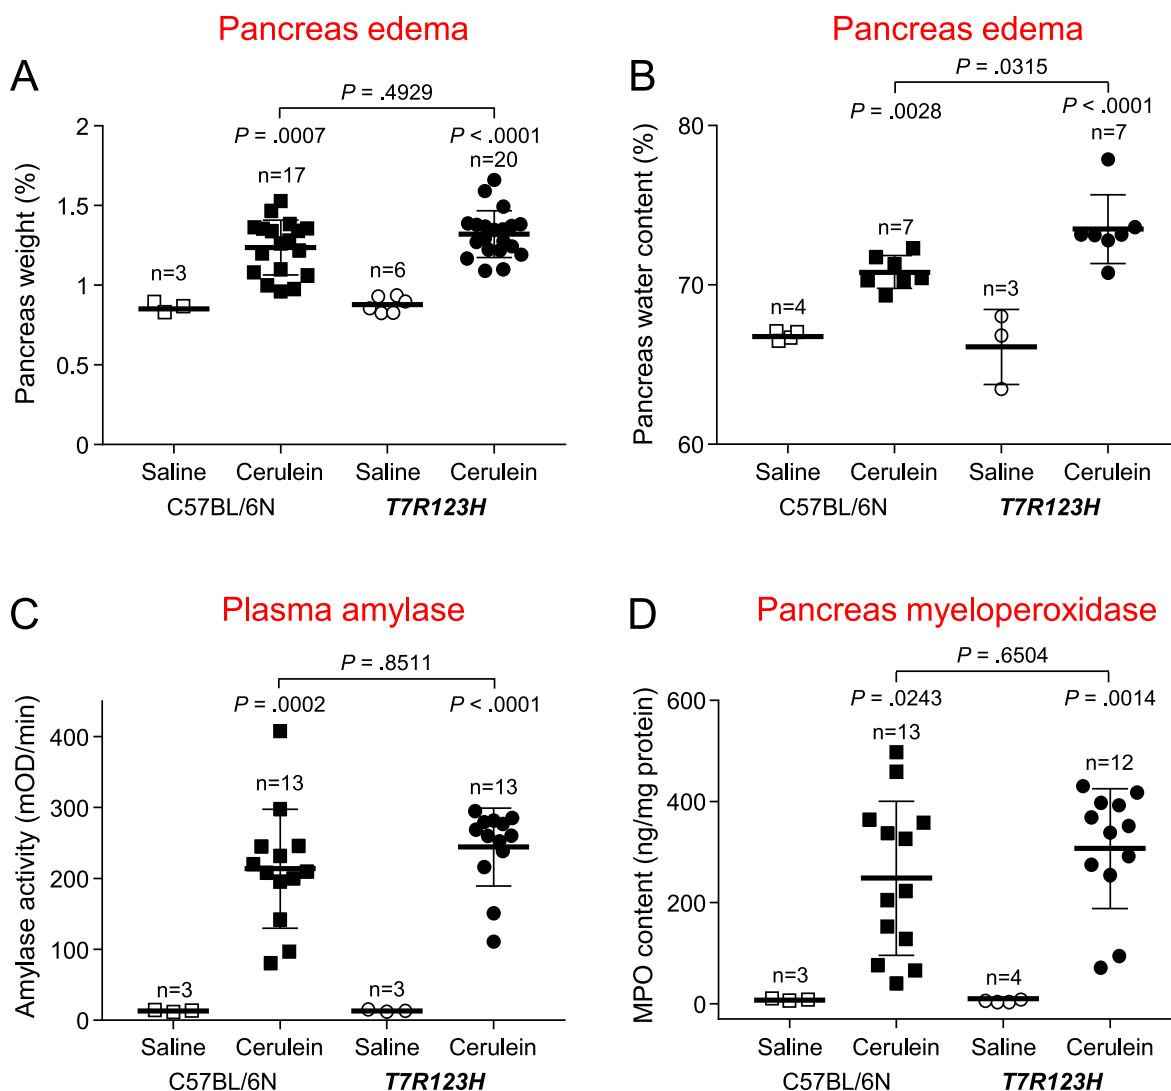 Pancreas edema
A
P = .4929
P = .0007
P < .0001
n=17
n=20
n=3
n=6
Pancreas weight (%)
2
1.5
1
0.5
0
Saline Cerulein Saline Cerulein
C57BL/6N T7R123H
Pancreas edema
B
P = .0315
P = .0028
P < .0001
n=7
n=7
n=4
n=3
Pancreas water content (%)
80
70
60
Saline Cerulein Saline Cerulein
C57BL/6N T7R123H
Plasma amylase
C
P = .8511
P = .0002
P < .0001
n=13
n=13
n=3
n=3
Amylase activity (mOD/min)
400
300
200
100
0
Saline Cerulein Saline Cerulein
C57BL/6N T7R123H
Pancreas myeloperoxidase
D
P = .6504
P = .0243
P = .0014
n=13
n=12
n=3
n=4
MPO content (ng/mg protein)
600
400
200
0
Saline Cerulein Saline Cerulein
C57BL/6N T7R123H